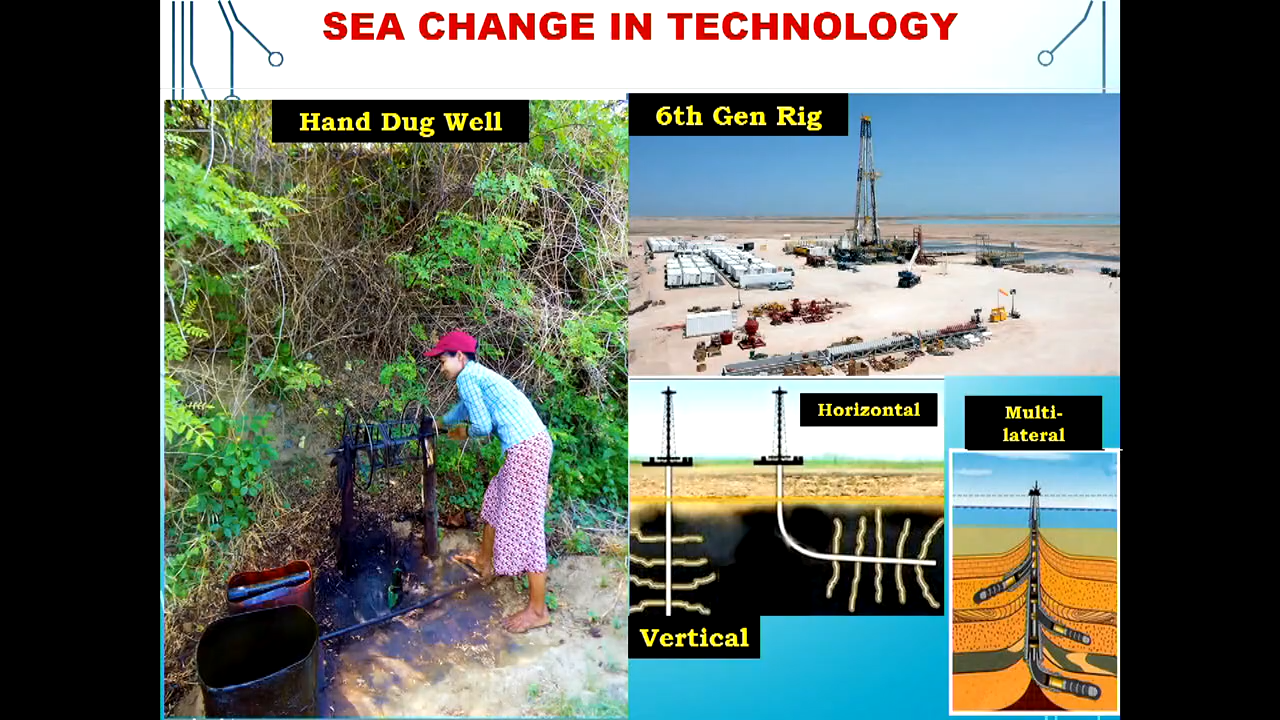 SEA CHANGE IN TECHNOLOGY
Hand Dug Well
6th Gen Rig
Horizontal
Multi-
lateral
Vertical